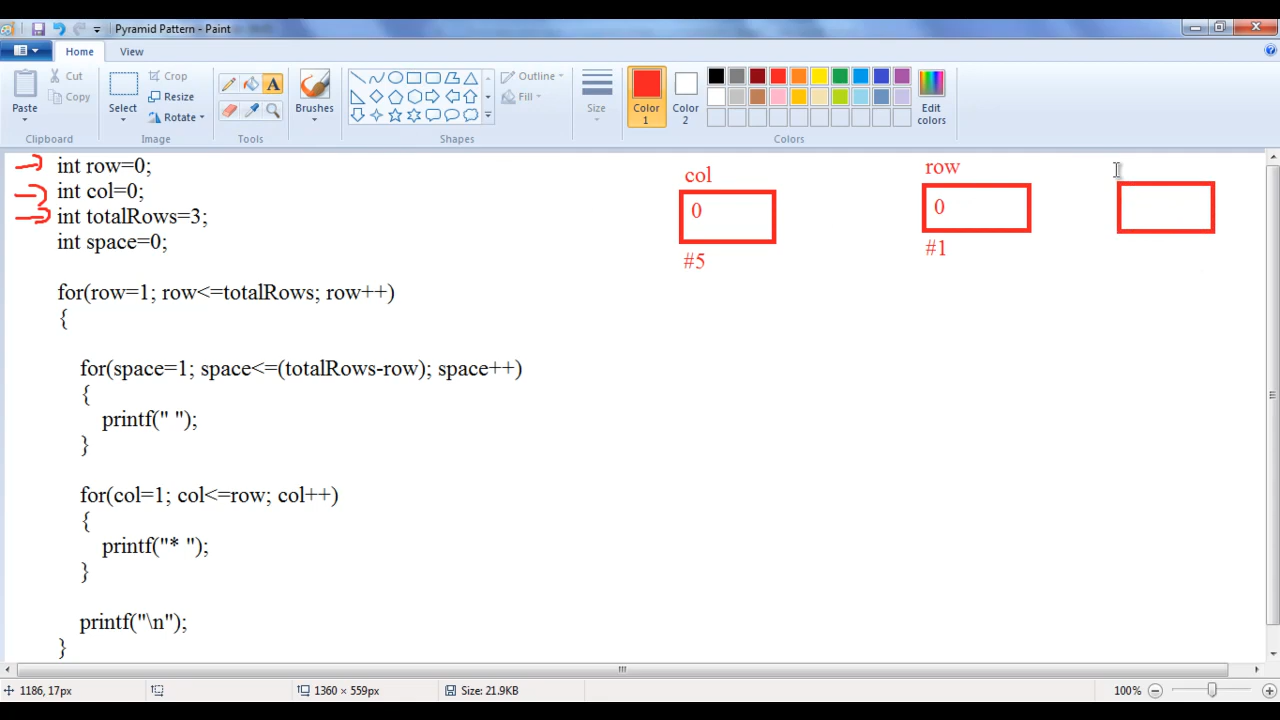 Pyramid Pattern - Paint
Home View
Paste
Cut
Copy
Clipboard
Select
Crop
Resize
Rotate
Image
A
Tools
Brushes
Shapes
Outline
Fill
Size
Color 1
Color 2
Edit colors
Colors
int row=0;
int col=0;
int totalRows=3;
int space=0;
for(row=1; row<=totalRows; row++)
{
for(space=1; space<=(totalRows-row); space++)
{
printf(" ");
}
for(col=1; col<=row; col++)
{
printf("* ");
}
printf("\n");
}
col
0
#5
row
0
#1
1186, 17px
1360 × 559px
Size: 21.9KB
100%